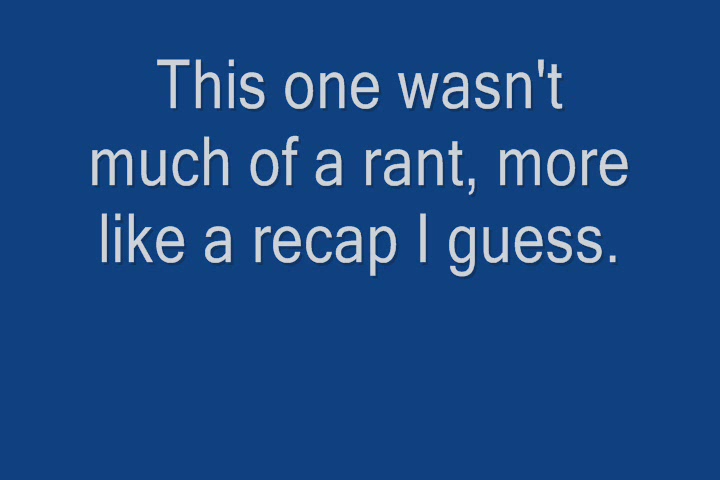 This one wasn't
much of a rant, more
like a recap I guess.